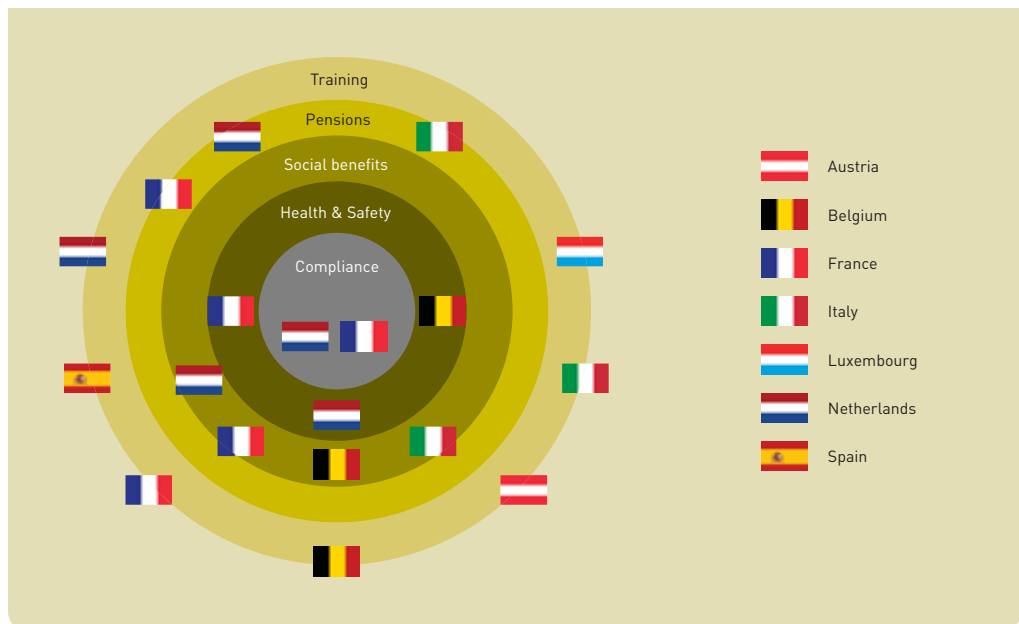 Training
Pensions
Social benefits
Health & Safety
Compliance
Austria
Belgium
France
Italy
Luxembourg
Netherlands
Spain